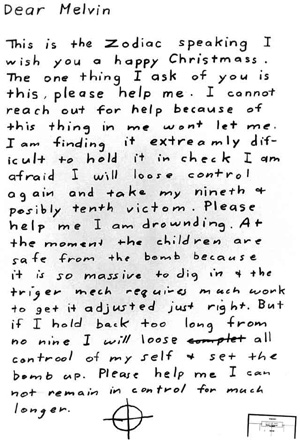 Dear Melvin
This is the Zodiac speaking I
wish you a happy Christmass.
The one thing I ask of you is
this, please help me. I cannot
reach out for help because of
this thing in me wont let me.
I am finding it extreamly dif-
icult to hold it in check I am
afraid I will loose control
again and take my nineth +
posibly tenth victom. Please
help me I am drownding. At
the moment the children are
safe from the bomb because
it is so massive to dig in + the
triger mech requires much work
to get it adjusted just right. But
if I hold back too long from
no nine I will loose complet all
controol of my self + set the
bomb up. Please help me I can
not remain in control for much
longer.